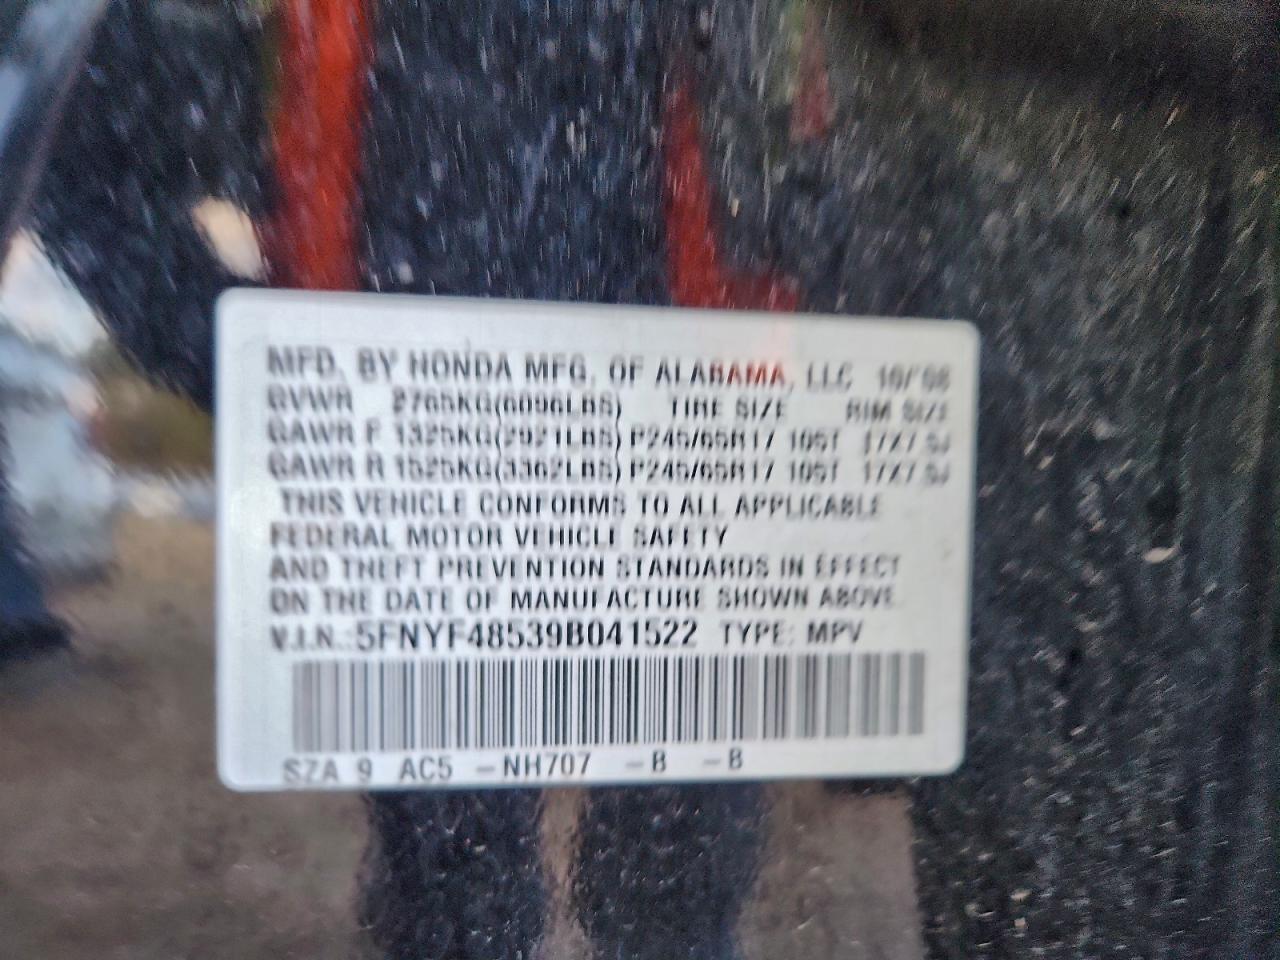 MFD. BY HONDA MFG. OF ALABAMA, LLC 10/'08
GVWR 2765KG(6096LBS) TIRE SIZE RIM SIZE
GAWR F 1325KG(2921LBS) P245/65R17 105T 17X7.5J
GAWR R 1525KG(3362LBS) P245/65R17 105T 17X7.5J
THIS VEHICLE CONFORMS TO ALL APPLICABLE
FEDERAL MOTOR VEHICLE SAFETY
AND THEFT PREVENTION STANDARDS IN EFFECT
ON THE DATE OF MANUFACTURE SHOWN ABOVE.
V.I.N.:5FNYF48539B041522 TYPE: MPV
SZA 9 AC5 -NH707 -B -B